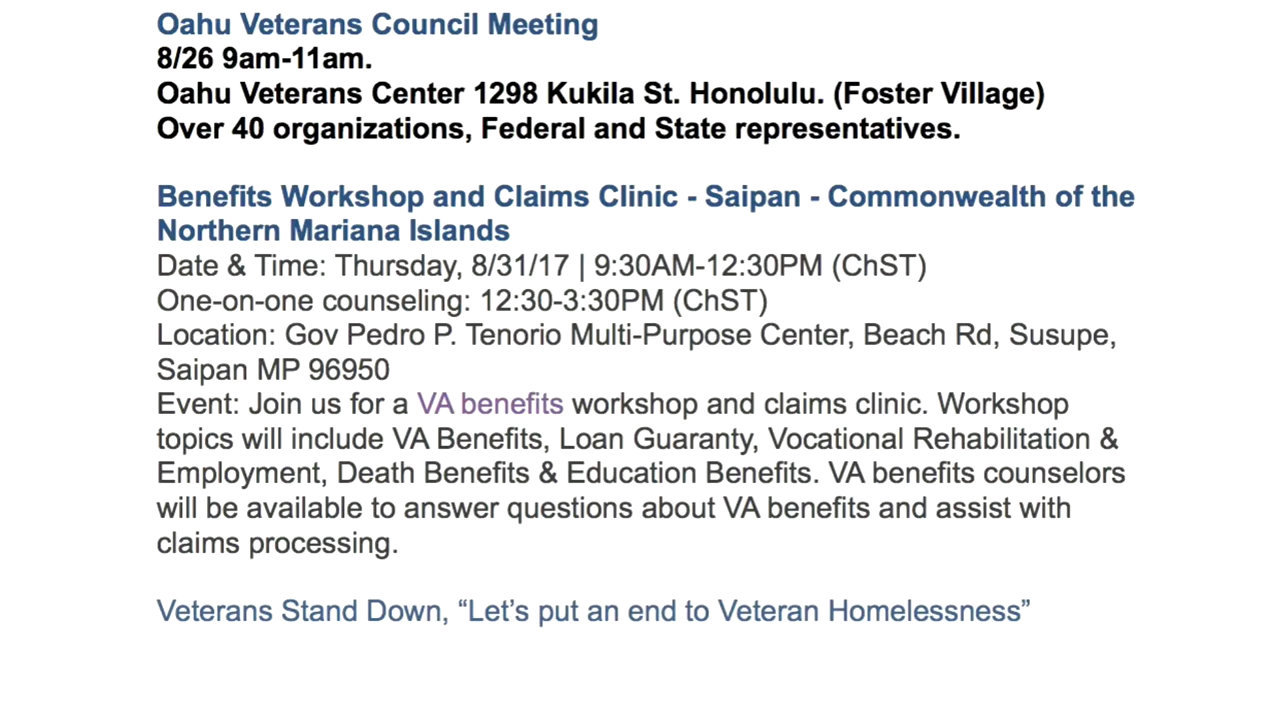 Oahu Veterans Council Meeting
8/26 9am-11am.
Oahu Veterans Center 1298 Kukila St. Honolulu. (Foster Village)
Over 40 organizations, Federal and State representatives.
Benefits Workshop and Claims Clinic - Saipan - Commonwealth of the
Northern Mariana Islands
Date & Time: Thursday, 8/31/17 | 9:30AM-12:30PM (ChST)
One-on-one counseling: 12:30-3:30PM (ChST)
Location: Gov Pedro P. Tenorio Multi-Purpose Center, Beach Rd, Susupe,
Saipan MP 96950
Event: Join us for a VA benefits workshop and claims clinic. Workshop
topics will include VA Benefits, Loan Guaranty, Vocational Rehabilitation &
Employment, Death Benefits & Education Benefits. VA benefits counselors
will be available to answer questions about VA benefits and assist with
claims processing.
Veterans Stand Down, “Let’s put an end to Veteran Homelessness”